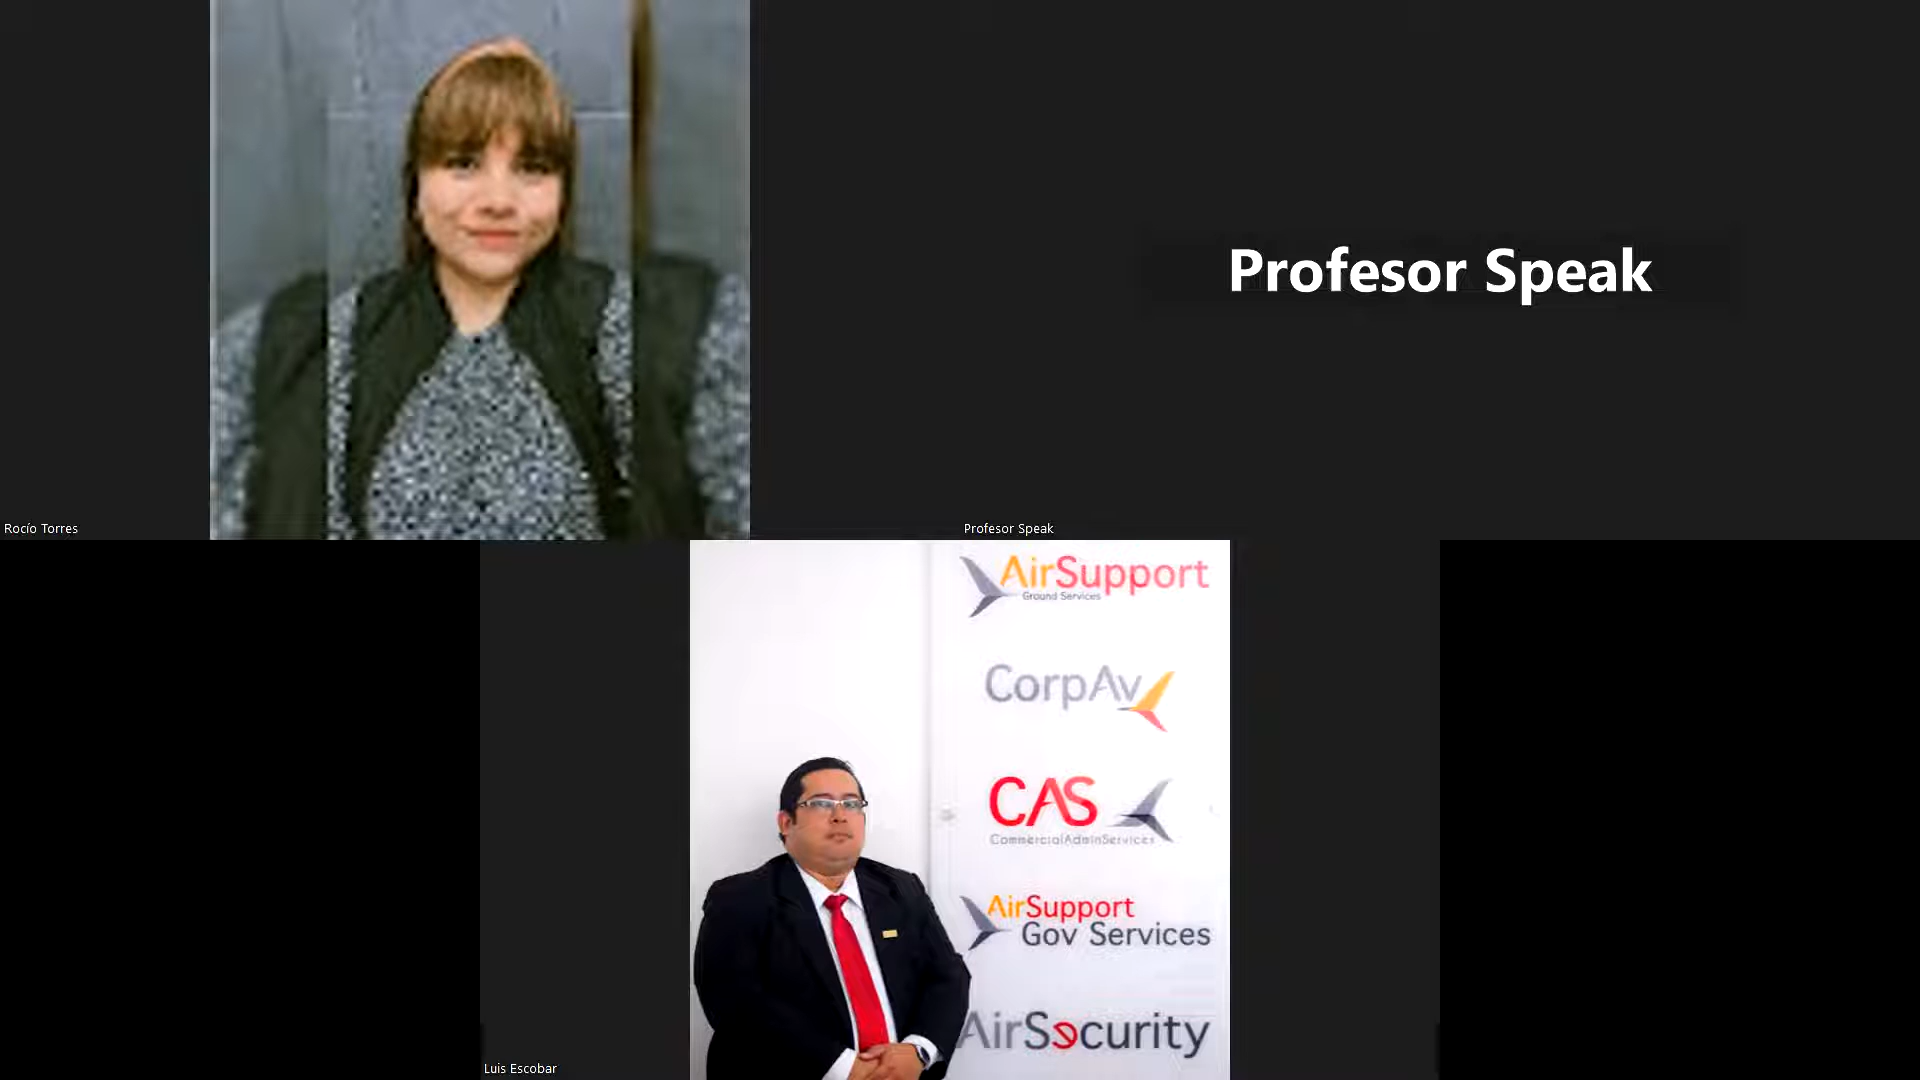 Profesor Speak
Rocío Torres
Profesor Speak
AirSupport
Ground Services
CorpAv
CAS
CommercialAdminServices
AirSupport
Gov Services
AirSecurity
Luis Escobar